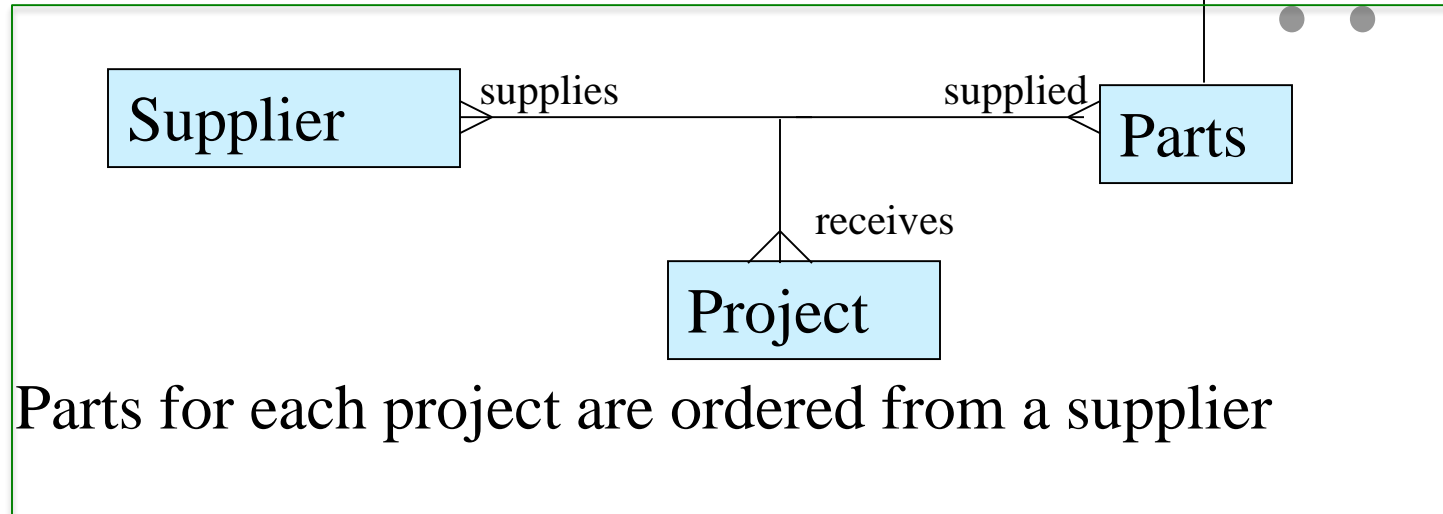 supplies
supplied
Supplier
Parts
receives
Project
Parts for each project are ordered from a supplier